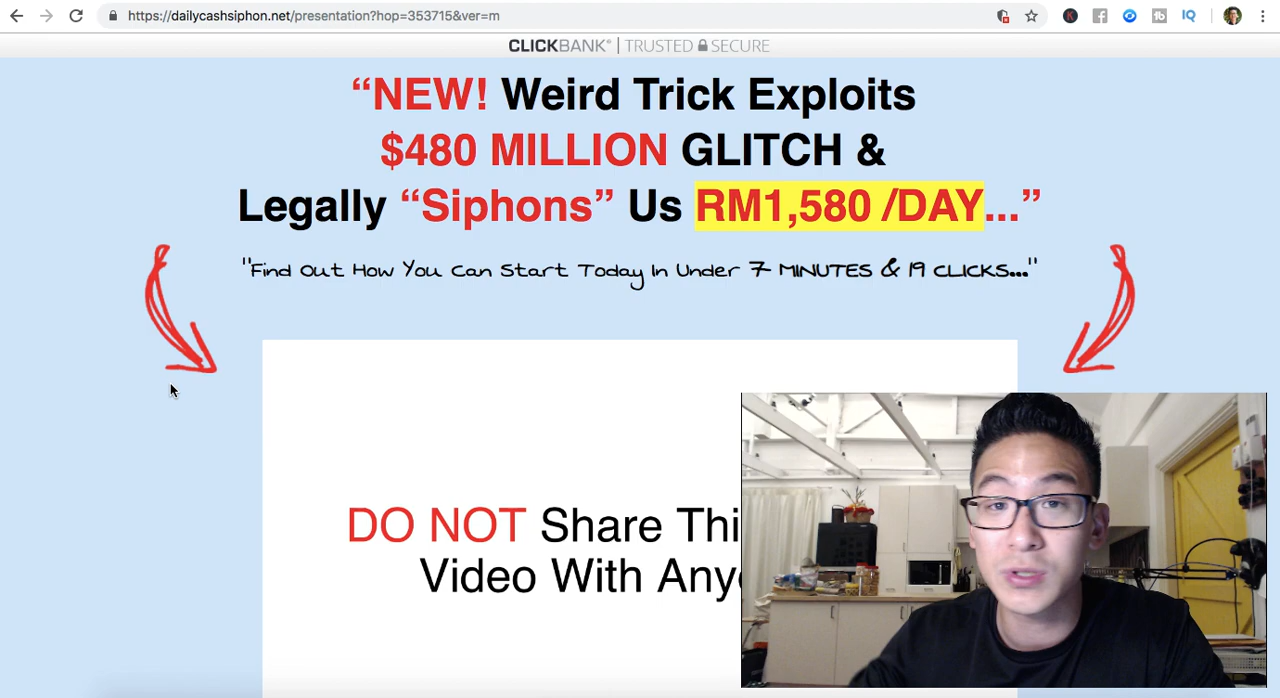 https://dailycashsiphon.net/presentation?hop=353715&ver=m
CLICKBANK® | TRUSTED SECURE
“NEW! Weird Trick Exploits
$480 MILLION GLITCH &
Legally “Siphons” Us RM1,580 /DAY...”
"Find Out How You Can Start Today In Under 7 MINUTES & 19 CLICKS..."
DO NOT Share Thi
Video With Any